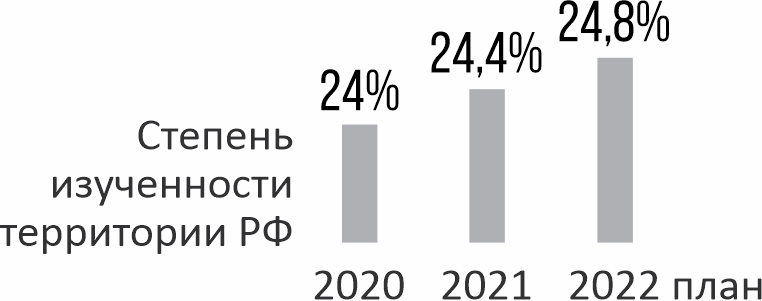 24,8%
24,4%
24%
Степень
изученности
территории РФ
2020 2021 2022 план